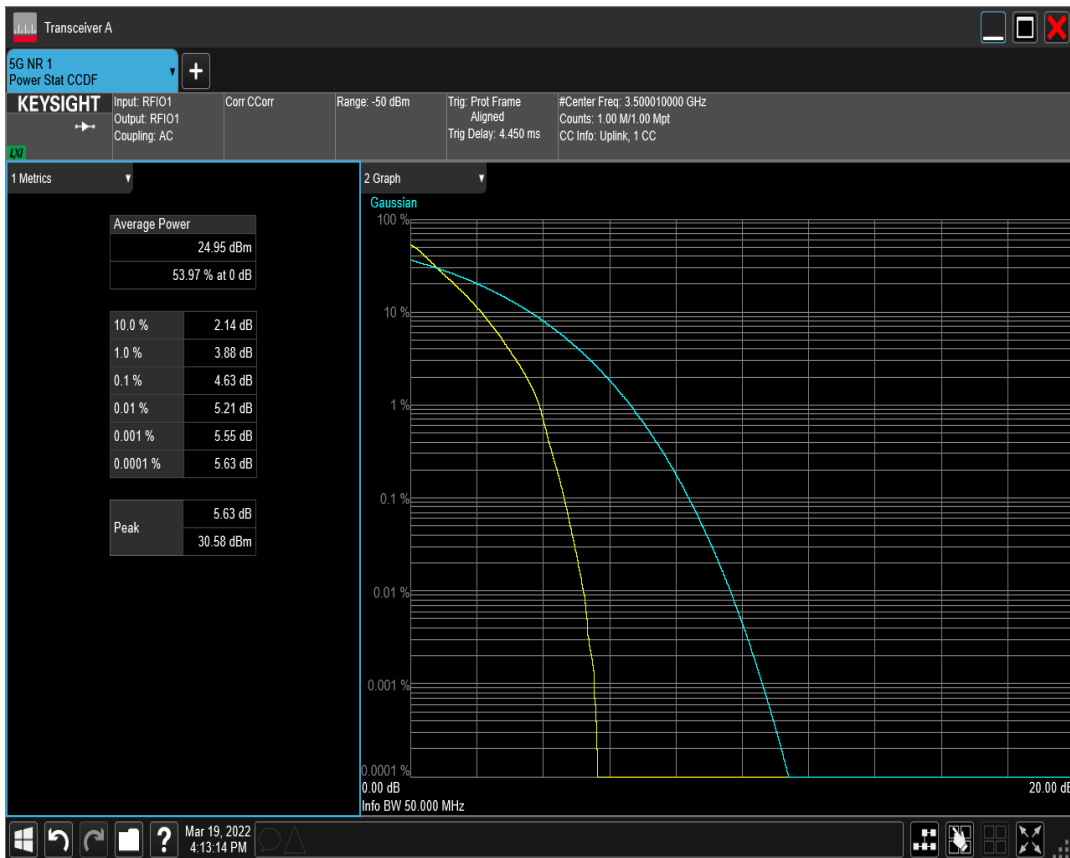 Transceiver A
5G NR 1
Power Stat CCDF
+
KEYSIGHT
LXI
Input: RFIO1
Output: RFIO1
Coupling: AC
Corr CCorr
Range: -50 dBm
Trig: Prot Frame
Aligned
Trig Delay: 4.450 ms
#Center Freq: 3.500010000 GHz
Counts: 1.00 M/1.00 Mpt
CC Info: Uplink, 1 CC
1 Metrics
Average Power
24.95 dBm
53.97 % at 0 dB
10.0 % 2.14 dB
1.0 % 3.88 dB
0.1 % 4.63 dB
0.01 % 5.21 dB
0.001 % 5.55 dB
0.0001 % 5.63 dB
Peak 5.63 dB
30.58 dBm
2 Graph
Gaussian
100 %
10 %
1 %
0.1 %
0.01 %
0.001 %
0.0001 %
0.00 dB 20.00 dB
Info BW 50.000 MHz
?
Mar 19, 2022
4:13:14 PM